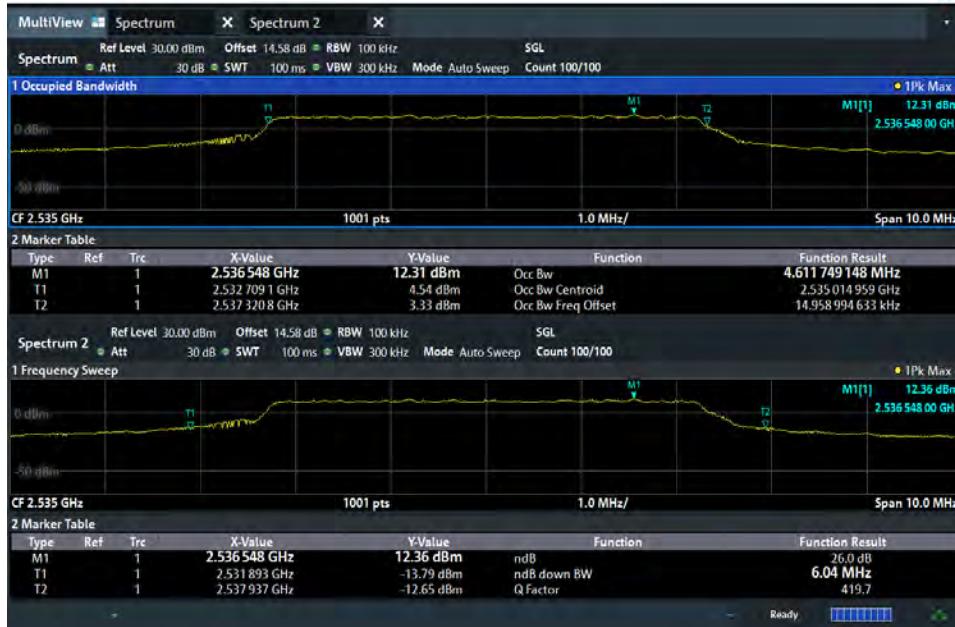 MultiView Spectrum X Spectrum 2 X
Spectrum Ref Level 30.00 dBm Offset 14.58 dB RBW 100 kHz SGL
Att 30 dB SWT 100 ms VBW 300 kHz Mode Auto Sweep Count 100/100
1 Occupied Bandwidth 1Pk Max
T1 M1 T2 M1[1] 12.31 dBm
0 dBm 2.536 548 00 GH
-50 dBm
CF 2.535 GHz 1001 pts 1.0 MHz/ Span 10.0 MHz
2 Marker Table
Type Ref Trc X-Value Y-Value Function Function Result
M1 1 2.536 548 GHz 12.31 dBm Occ Bw 4.611 749 148 MHz
T1 1 2.532 709 1 GHz 4.54 dBm Occ Bw Centroid 2.535 014 959 GHz
T2 1 2.537 320 8 GHz 3.33 dBm Occ Bw Freq Offset 14.958 994 633 kHz
Spectrum 2 Ref Level 30.00 dBm Offset 14.58 dB RBW 100 kHz SGL
Att 30 dB SWT 100 ms VBW 300 kHz Mode Auto Sweep Count 100/100
1 Frequency Sweep 1Pk Max
M1 M1[1] 12.36 dBm
0 dBm T1 T2 2.536 548 00 GH
-50 dBm
CF 2.535 GHz 1001 pts 1.0 MHz/ Span 10.0 MHz
2 Marker Table
Type Ref Trc X-Value Y-Value Function Function Result
M1 1 2.536 548 GHz 12.36 dBm ndB 26.0 dB
T1 1 2.531 893 GHz -13.79 dBm ndB down BW 6.04 MHz
T2 1 2.537 937 GHz -12.65 dBm Q Factor 419.7
Ready